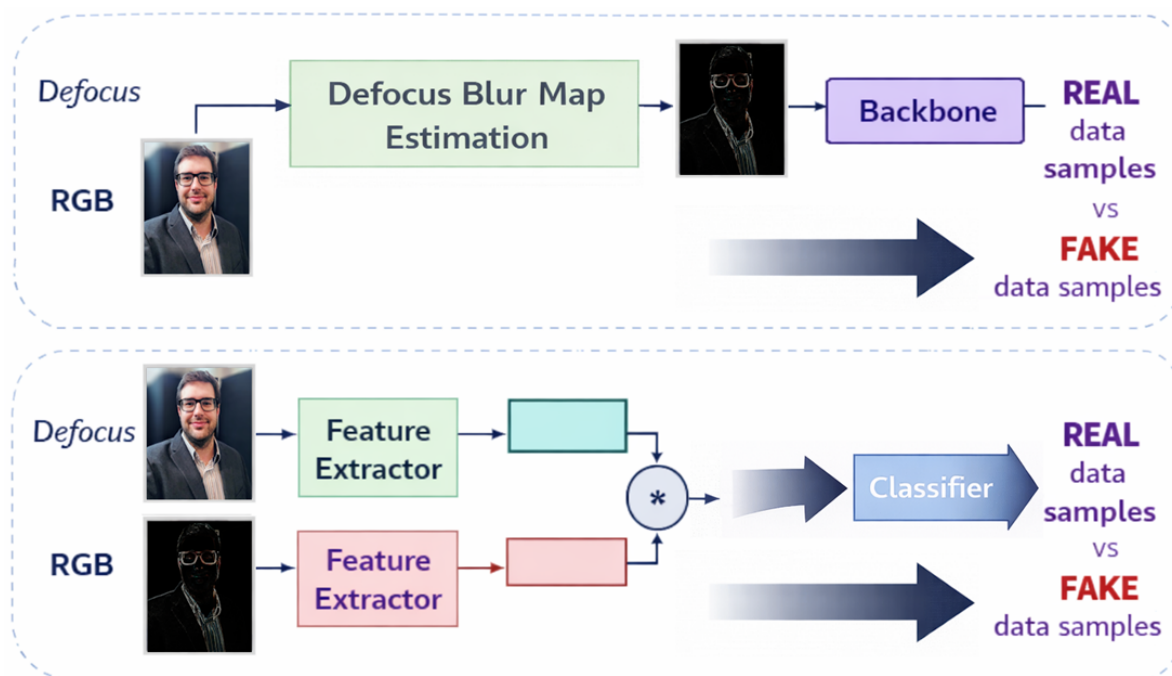 Defocus
RGB
Defocus Blur Map
Estimation
Backbone
REAL
data
samples
vs
FAKE
data samples
Defocus
RGB
Feature
Extractor
Feature
Extractor
*
Classifier
REAL
data
samples
vs
FAKE
data samples